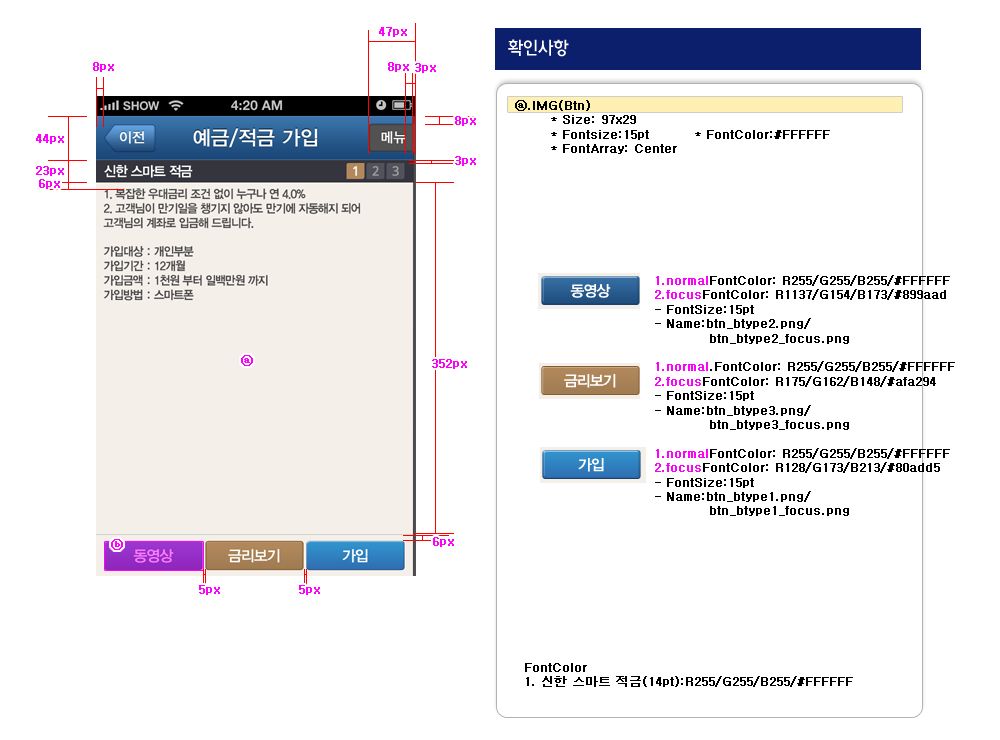 47px
8px
8px 3px
SHOW 4:20 AM
8px
44px
이전 예금/적금 가입 메뉴
3px
23px
신한 스마트 적금 1 2 3
6px
1. 복잡한 우대금리 조건 없이 누구나 연 4.0%
2. 고객님이 만기일을 챙기지 않아도 만기에 자동해지 되어
고객님의 계좌로 입금해 드립니다.
가입대상 : 개인부분
가입기간 : 12개월
가입금액 : 1천원 부터 일백만원 까지
가입방법 : 스마트폰
ⓐ
352px
ⓑ
동영상 금리보기 가입
6px
5px 5px
확인사항
ⓐ.IMG(Btn)
* Size: 97x29
* Fontsize:15pt * FontColor:#FFFFFF
* FontArray: Center
동영상
1.normalFontColor: R255/G255/B255/#FFFFFF
2.focusFontColor: R1137/G154/B173/#899aad
- FontSize:15pt
- Name:btn_btype2.png/
btn_btype2_focus.png
금리보기
1.normal.FontColor: R255/G255/B255/#FFFFFF
2.focusFontColor: R175/G162/B148/#afa294
- FontSize:15pt
- Name:btn_btype3.png/
btn_btype3_focus.png
가입
1.normalFontColor: R255/G255/B255/#FFFFFF
2.focusFontColor: R128/G173/B213/#80add5
- FontSize:15pt
- Name:btn_btype1.png/
btn_btype1_focus.png
FontColor
1. 신한 스마트 적금(14pt):R255/G255/B255/#FFFFFF